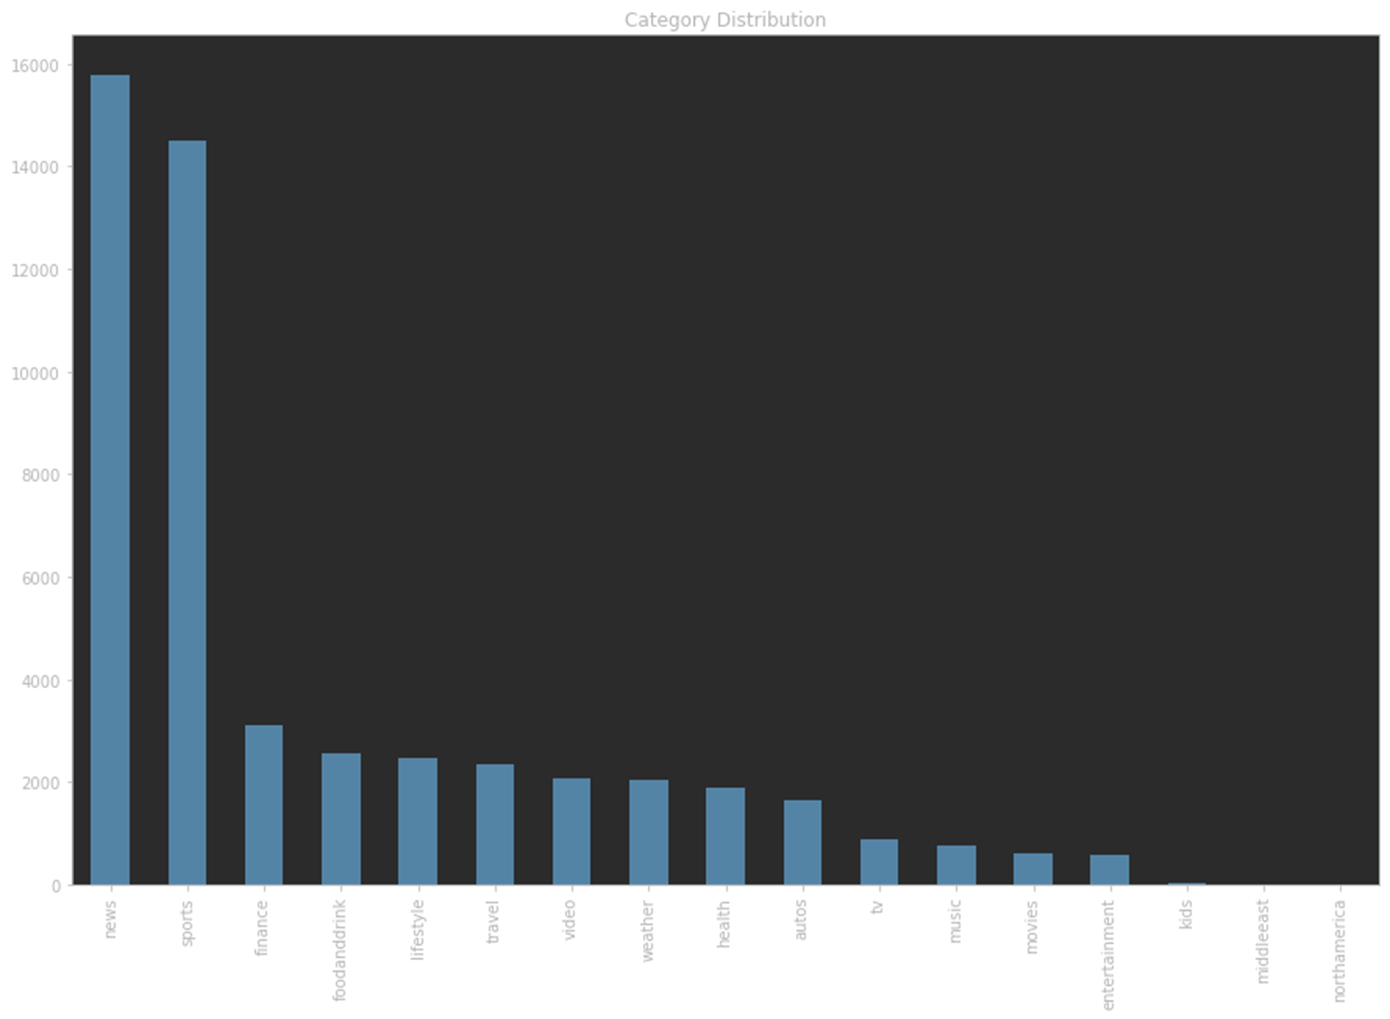 Category Distribution
16000
14000
12000
10000
8000
6000
4000
2000
0
news
sports
finance
foodanddrink
lifestyle
travel
video
weather
health
autos
tv
music
movies
entertainment
kids
middleeast
northamerica